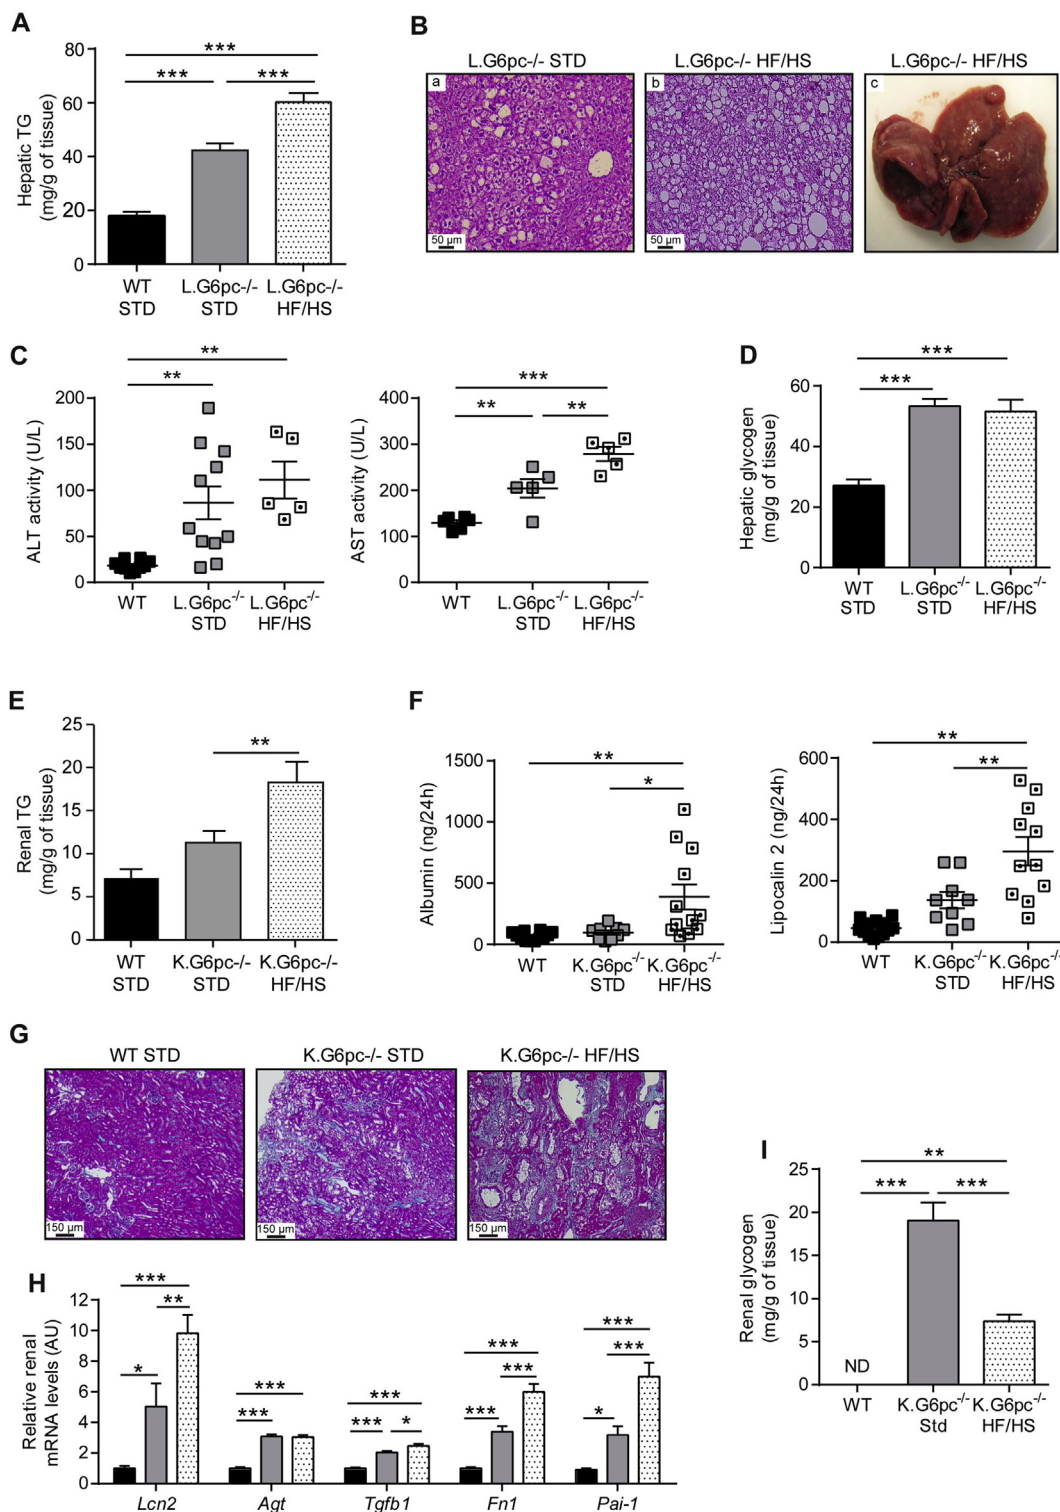 A
80
60
40
20
0
Hepatic TG
(mg/g of tissue)
***
*** ***
WT
STD
L.G6pc-/-
STD
L.G6pc-/-
HF/HS
B
L.G6pc-/- STD
a
50 µm
L.G6pc-/- HF/HS
b
50 µm
L.G6pc-/- HF/HS
c
C
200
150
100
50
0
ALT activity (U/L)
**
**
WT
L.G6pc-/-
STD
L.G6pc-/-
HF/HS
400
300
200
100
0
AST activity (U/L)
***
** **
WT
L.G6pc-/-
STD
L.G6pc-/-
HF/HS
D
60
40
20
0
Hepatic glycogen
(mg/g of tissue)
***
***
WT
STD
L.G6pc-/-
STD
L.G6pc-/-
HF/HS
E
25
20
15
10
5
0
Renal TG
(mg/g of tissue)
**
WT
STD
K.G6pc-/-
STD
K.G6pc-/-
HF/HS
F
1500
1000
500
0
Albumin (ng/24h)
**
*
WT
K.G6pc-/-
STD
K.G6pc-/-
HF/HS
600
400
200
0
Lipocalin 2 (ng/24h)
**
**
WT
K.G6pc-/-
STD
K.G6pc-/-
HF/HS
G
WT STD
150 µm
K.G6pc-/- STD
150 µm
K.G6pc-/- HF/HS
150 µm
H
12
10
8
6
4
2
0
Relative renal
mRNA levels (AU)
***
**
*
***
***
***
*** *
***
***
***
***
***
*
Lcn2 Agt Tgfb1 Fn1 Pai-1
I
25
20
15
10
5
0
Renal glycogen
(mg/g of tissue)
**
*** ***
ND
WT
K.G6pc-/-
Std
K.G6pc-/-
HF/HS